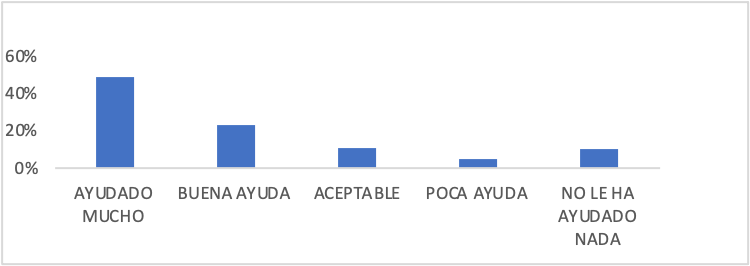 60%
40%
20%
0%
AYUDADO MUCHO
BUENA AYUDA
ACEPTABLE
POCA AYUDA
NO LE HA AYUDADO NADA